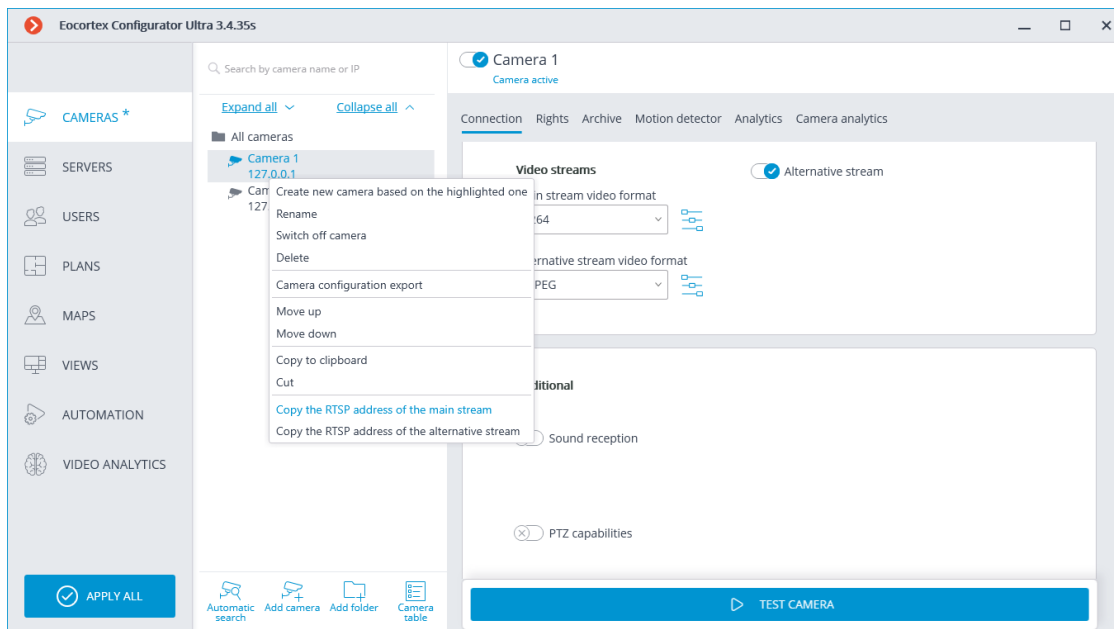 Eocortex Configurator Ultra 3.4.35s
Search by camera name or IP
Camera 1
Camera active
Expand all
Collapse all
CAMERAS *
SERVERS
USERS
PLANS
MAPS
VIEWS
AUTOMATION
VIDEO ANALYTICS
APPLY ALL
All cameras
Camera 1
127.0.0.1
Cam
127.
Create new camera based on the highlighted one
Rename
Switch off camera
Delete
Camera configuration export
Move up
Move down
Copy to clipboard
Cut
Copy the RTSP address of the main stream
Copy the RTSP address of the alternative stream
Automatic search
Add camera
Add folder
Camera table
Connection Rights Archive Motion detector Analytics Camera analytics
Video streams
Alternative stream
in stream video format
264
ernative stream video format
PEG
ditional
Sound reception
PTZ capabilities
TEST CAMERA